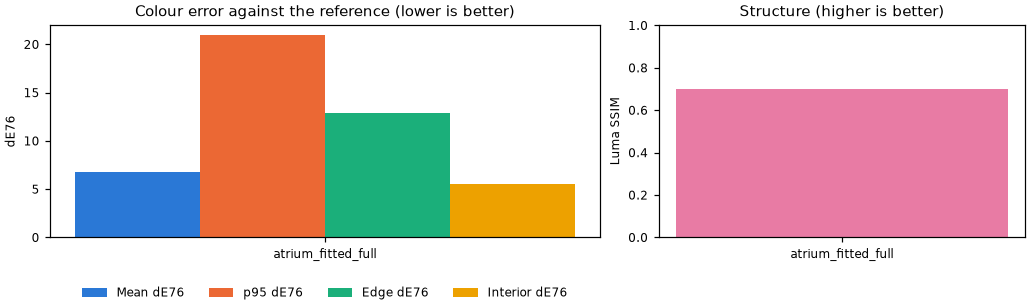 Colour error against the reference (lower is better)
Structure (higher is better)
dE76
20
15
10
5
0
atrium_fitted_full
Luma SSIM
1.0
0.8
0.6
0.4
0.2
0.0
atrium_fitted_full
Mean dE76
p95 dE76
Edge dE76
Interior dE76